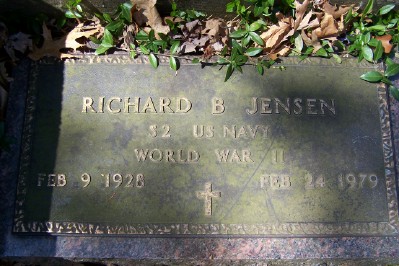 RICHARD B JENSEN
S2 US NAVY
WORLD WAR II
FEB 9 1928 FEB 24 1979